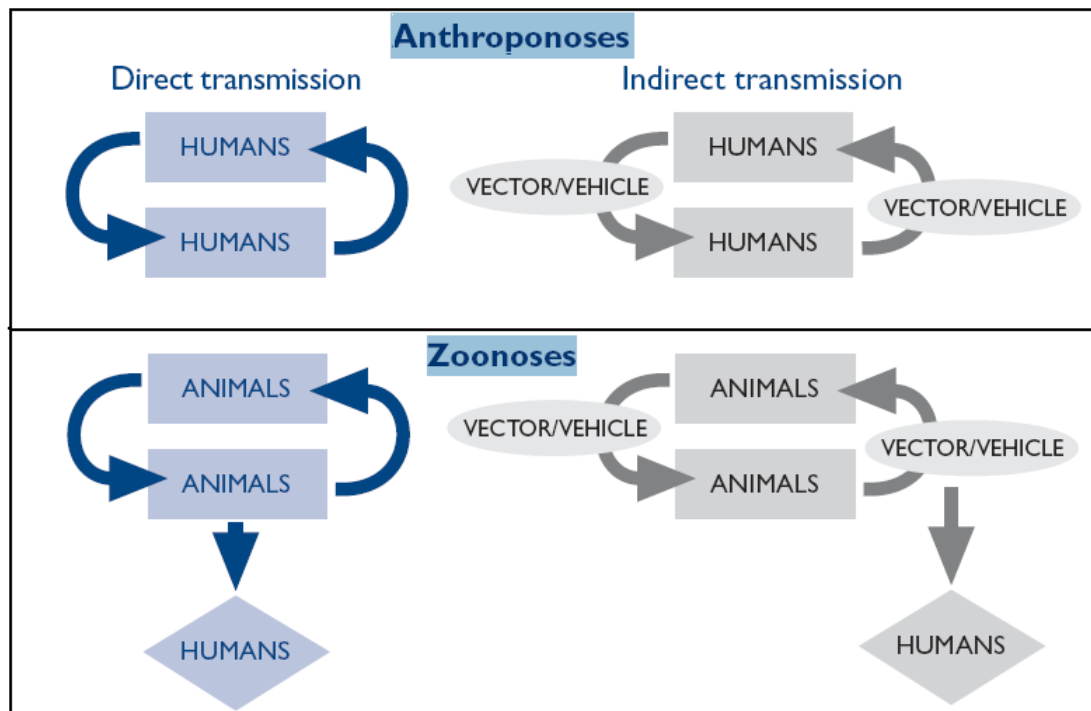 Anthroponoses
Direct transmission
Indirect transmission
HUMANS
HUMANS
HUMANS
VECTOR/VEHICLE
HUMANS
VECTOR/VEHICLE
Zoonoses
ANIMALS
ANIMALS
HUMANS
ANIMALS
VECTOR/VEHICLE
ANIMALS
VECTOR/VEHICLE
HUMANS